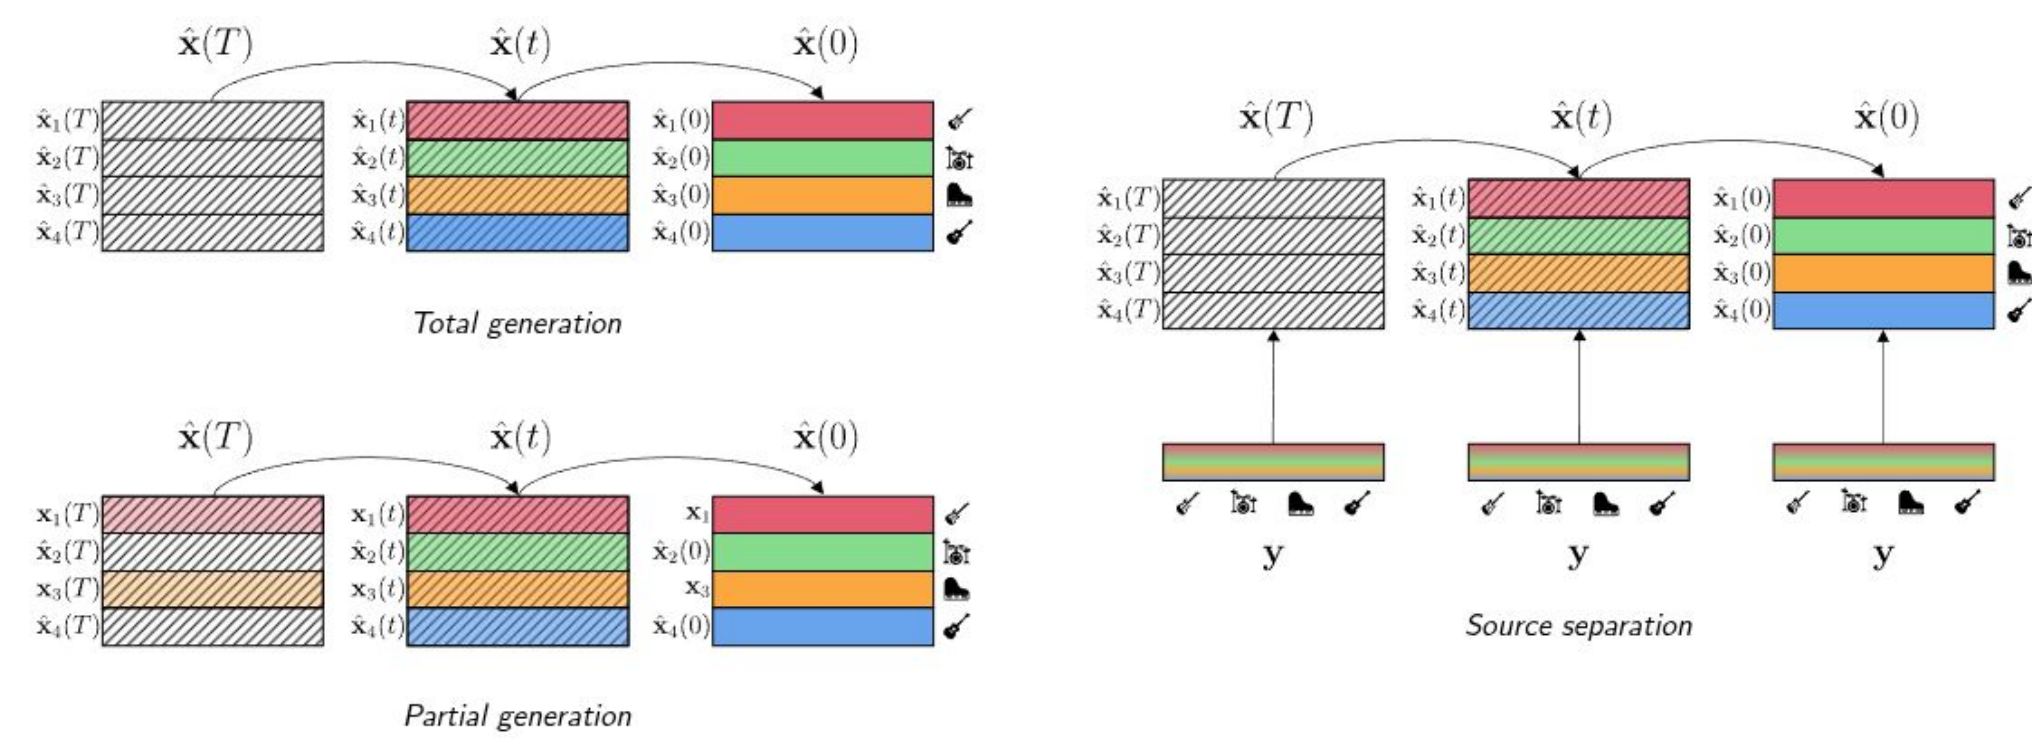 x̂(T) x̂(t) x̂(0)
x̂₁(T) x̂₁(t) x̂₁(0)
x̂₂(T) x̂₂(t) x̂₂(0)
x̂₃(T) x̂₃(t) x̂₃(0)
x̂₄(T) x̂₄(t) x̂₄(0)
Total generation
x̂(T) x̂(t) x̂(0)
x₁(T) x₁(t) x₁
x̂₂(T) x̂₂(t) x̂₂(0)
x₃(T) x₃(t) x₃
x̂₄(T) x̂₄(t) x̂₄(0)
Partial generation
x̂(T) x̂(t) x̂(0)
x̂₁(T) x̂₁(t) x̂₁(0)
x̂₂(T) x̂₂(t) x̂₂(0)
x̂₃(T) x̂₃(t) x̂₃(0)
x̂₄(T) x̂₄(t) x̂₄(0)
y y y
Source separation